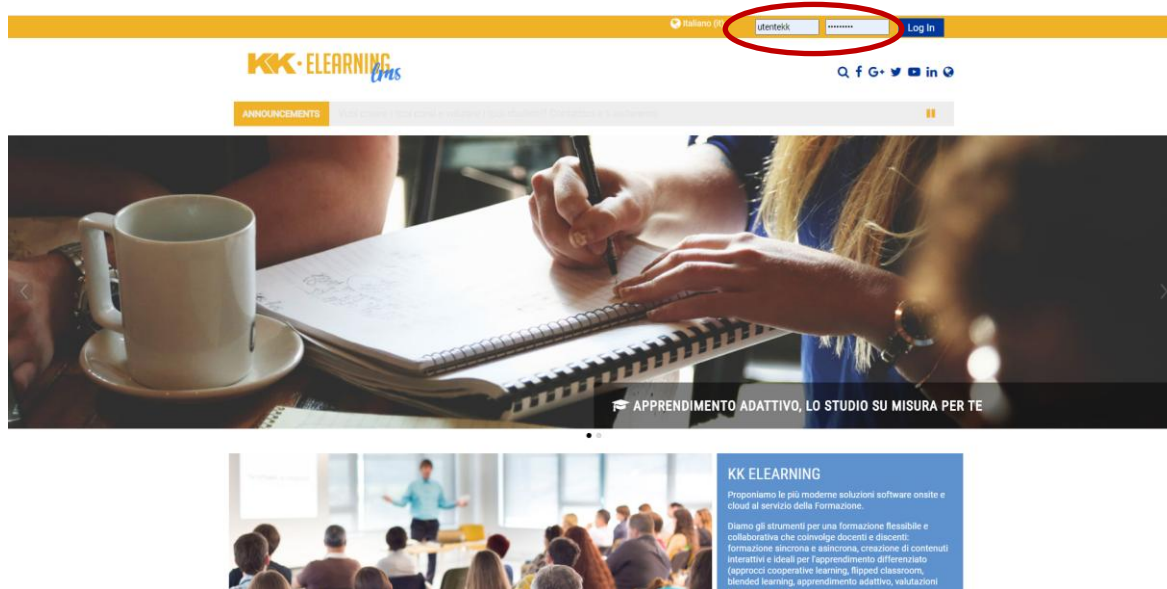 Italiano
utentekk ••••••••• Log In
KK • ELEARNING
lms
G+ in
ANNOUNCEMENTS
APPRENDIMENTO ADATTIVO, LO STUDIO SU MISURA PER TE
KK ELEARNING
Proponiamo le più moderne soluzioni software onsite e
cloud al servizio della Formazione.
Diamo gli strumenti per una formazione flessibile e
collaborativa che coinvolge docenti e discenti:
formazione sincrona e asincrona, creazione di contenuti
interattivi e ideali per l'apprendimento differenziato
(approcci cooperative learning, flipped classroom,
blended learning, apprendimento adattivo, valutazioni